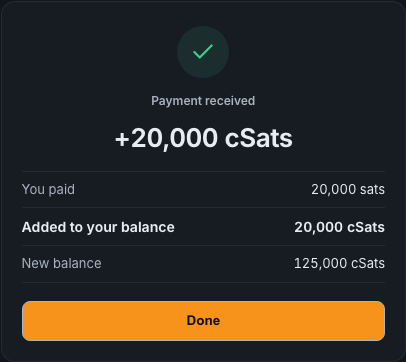 Payment received
+20,000 cSats
You paid 20,000 sats
Added to your balance 20,000 cSats
New balance 125,000 cSats
Done